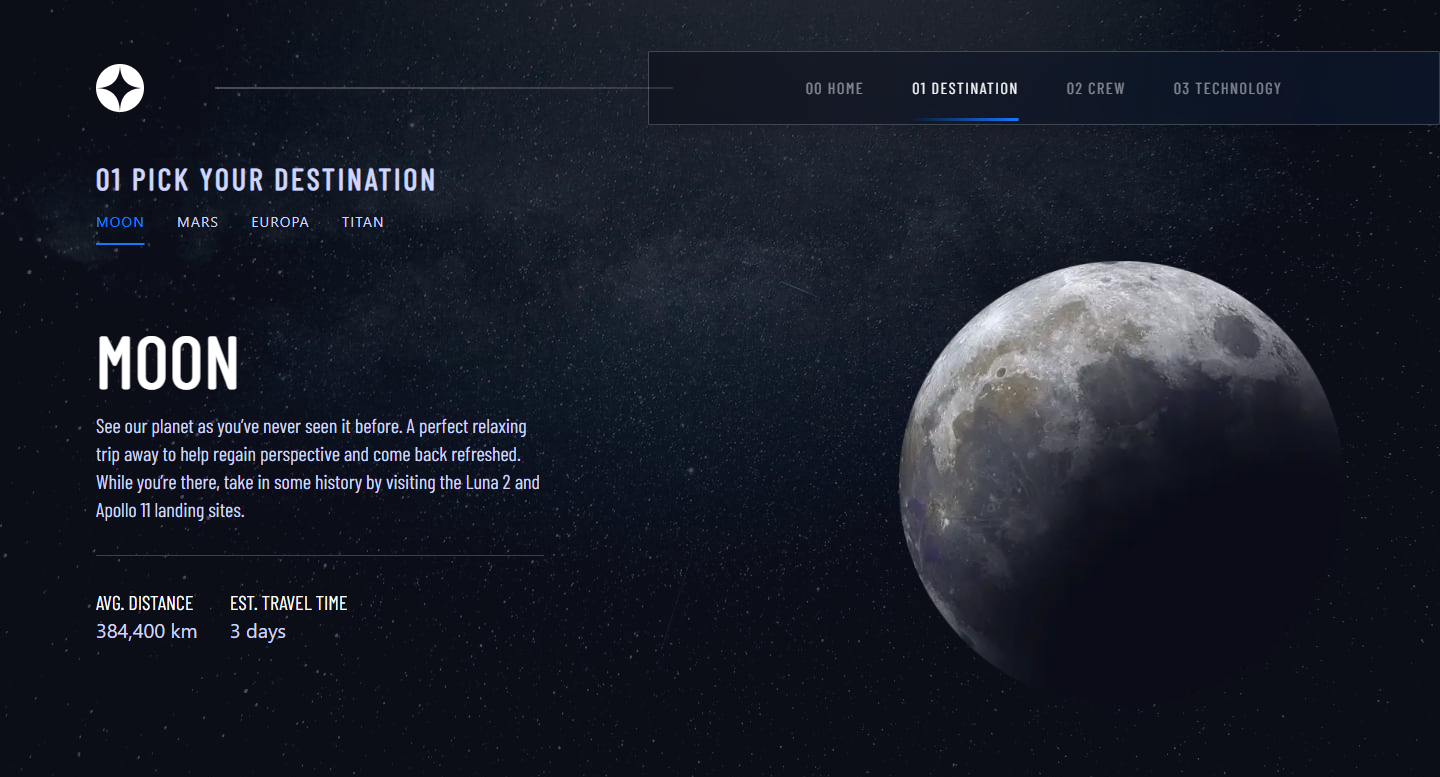 00 HOME 01 DESTINATION 02 CREW 03 TECHNOLOGY
01 PICK YOUR DESTINATION
MOON MARS EUROPA TITAN
MOON
See our planet as you’ve never seen it before. A perfect relaxing
trip away to help regain perspective and come back refreshed.
While you’re there, take in some history by visiting the Luna 2 and
Apollo 11 landing sites.
AVG. DISTANCE EST. TRAVEL TIME
384,400 km 3 days